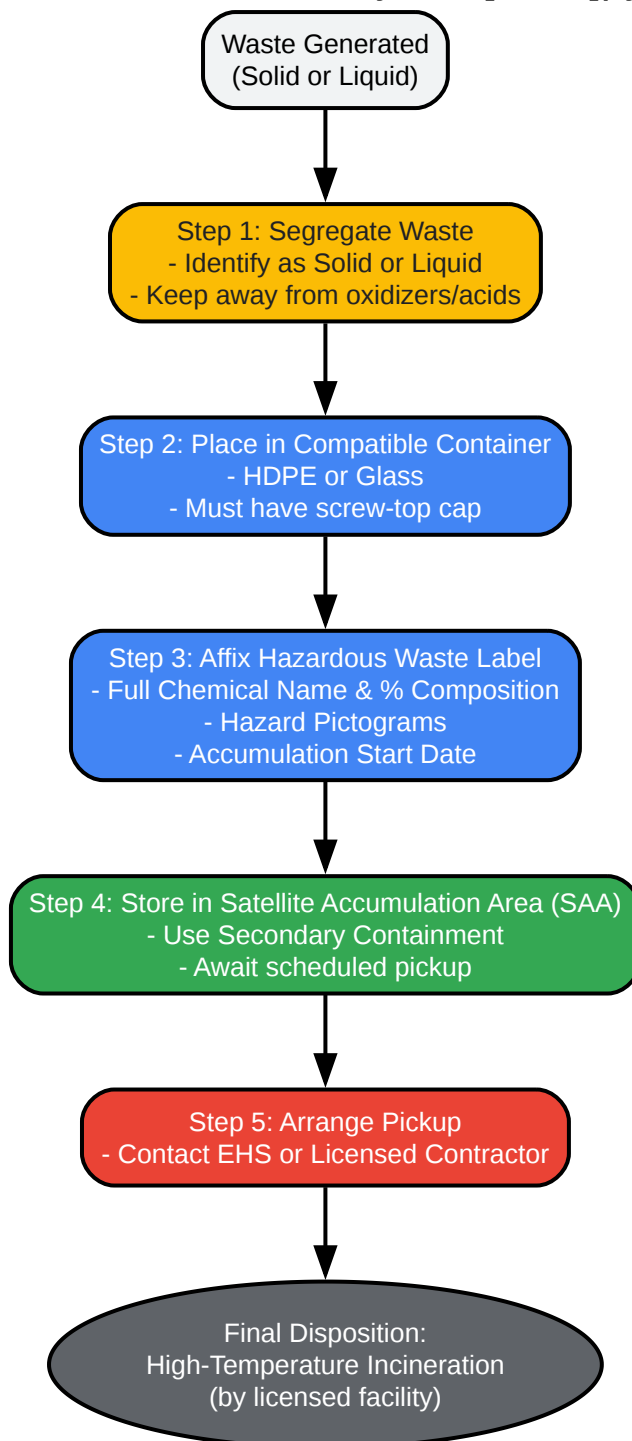 Waste Generated
(Solid or Liquid)
Step 1: Segregate Waste
- Identify as Solid or Liquid
- Keep away from oxidizers/acids
Step 2: Place in Compatible Container
- HDPE or Glass
- Must have screw-top cap
Step 3: Affix Hazardous Waste Label
- Full Chemical Name & % Composition
- Hazard Pictograms
- Accumulation Start Date
Step 4: Store in Satellite Accumulation Area (SAA)
- Use Secondary Containment
- Await scheduled pickup
Step 5: Arrange Pickup
- Contact EHS or Licensed Contractor
Final Disposition:
High-Temperature Incineration
(by licensed facility)